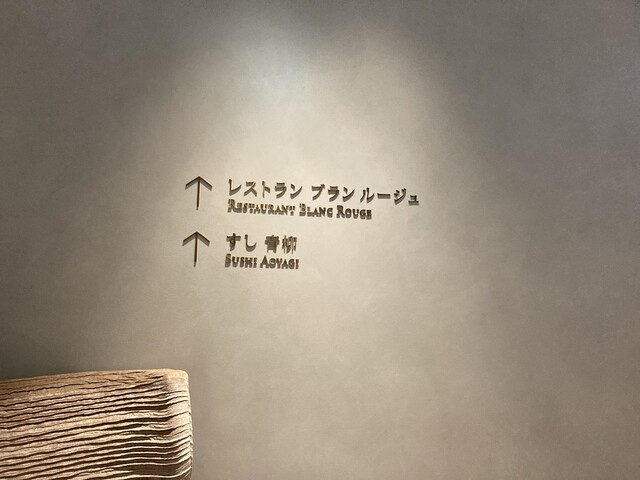 ↑ レストラン ブラン ルージュ
RESTAURANT BLANC ROUGE
↑ すし 青柳
SUSHI AOYAGI